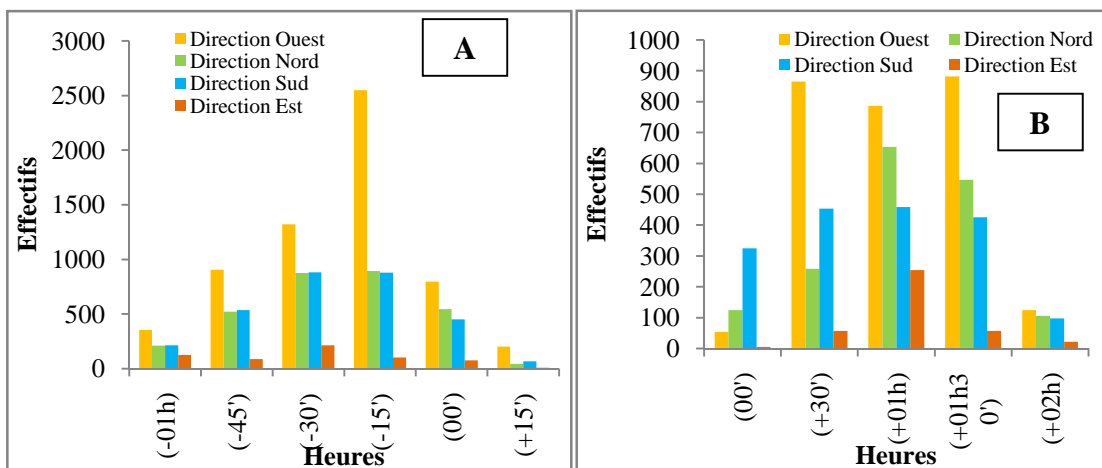 A
Direction Ouest
Direction Nord
Direction Sud
Direction Est
Effectifs
3000
2500
2000
1500
1000
500
0
(-01h)
(-45')
(-30')
(-15')
(00')
(+15')
Heures
B
Direction Ouest
Direction Nord
Direction Sud
Direction Est
Effectifs
1000
900
800
700
600
500
400
300
200
100
0
(00')
(+30')
(+01h)
(+01h3
0')
(+02h)
Heures